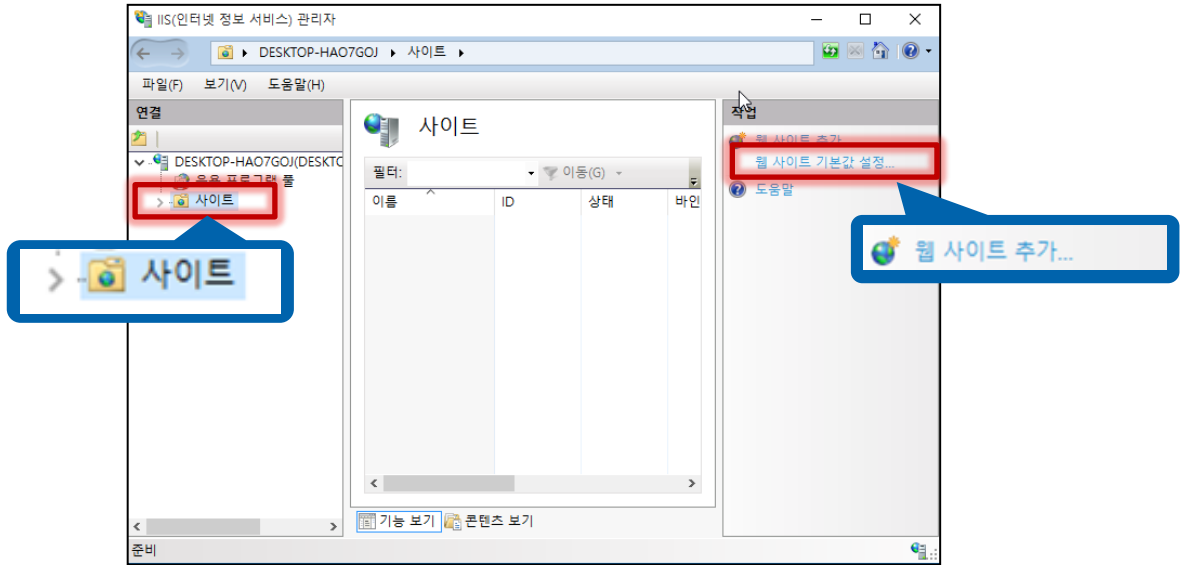 IIS(인터넷 정보 서비스) 관리자
DESKTOP-HAO7GOJ 사이트
파일(F) 보기(V) 도움말(H)
연결
DESKTOP-HAO7GOJ(DESKTC
응용 프로그램 풀
사이트
사이트
사이트
필터:
이동(G)
이름 ID 상태 바인
기능 보기 콘텐츠 보기
작업
웹 사이트 추가
웹 사이트 기본값 설정...
도움말
웹 사이트 추가...
준비